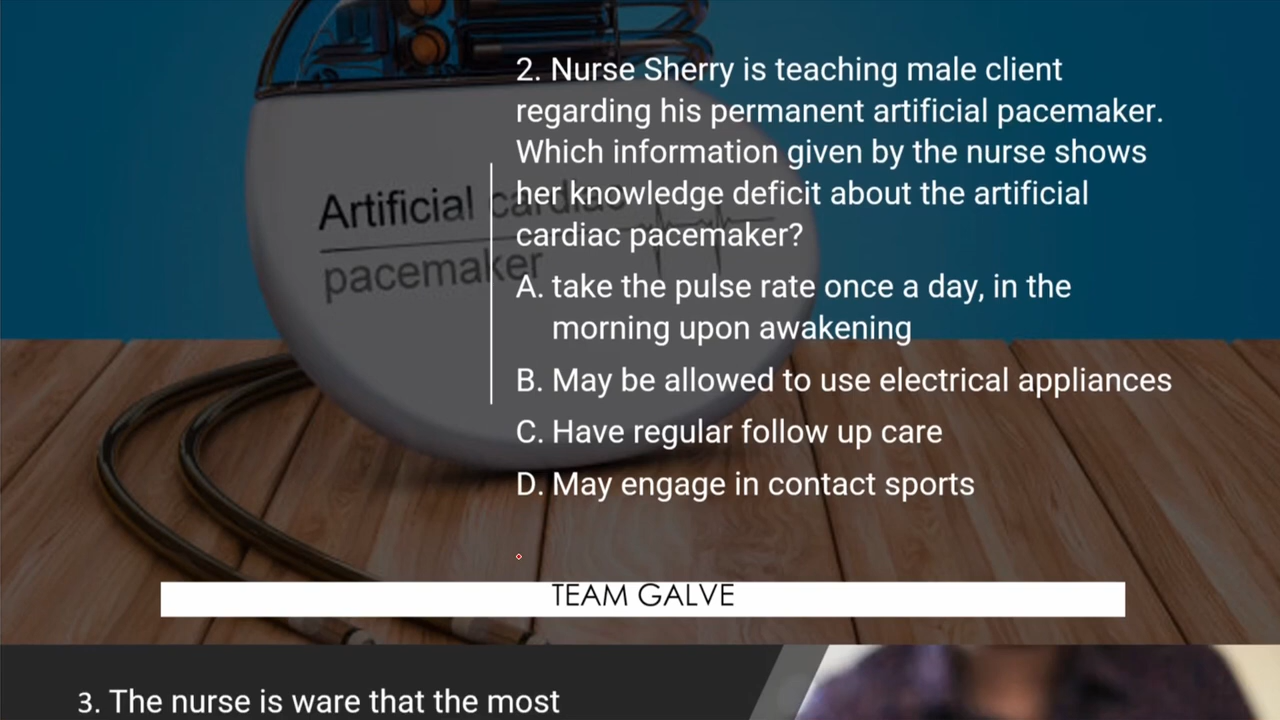 Artificial cardiac
pacemaker
2. Nurse Sherry is teaching male client
regarding his permanent artificial pacemaker.
Which information given by the nurse shows
her knowledge deficit about the artificial
cardiac pacemaker?
A. take the pulse rate once a day, in the
morning upon awakening
B. May be allowed to use electrical appliances
C. Have regular follow up care
D. May engage in contact sports
TEAM GALVE
3. The nurse is ware that the most